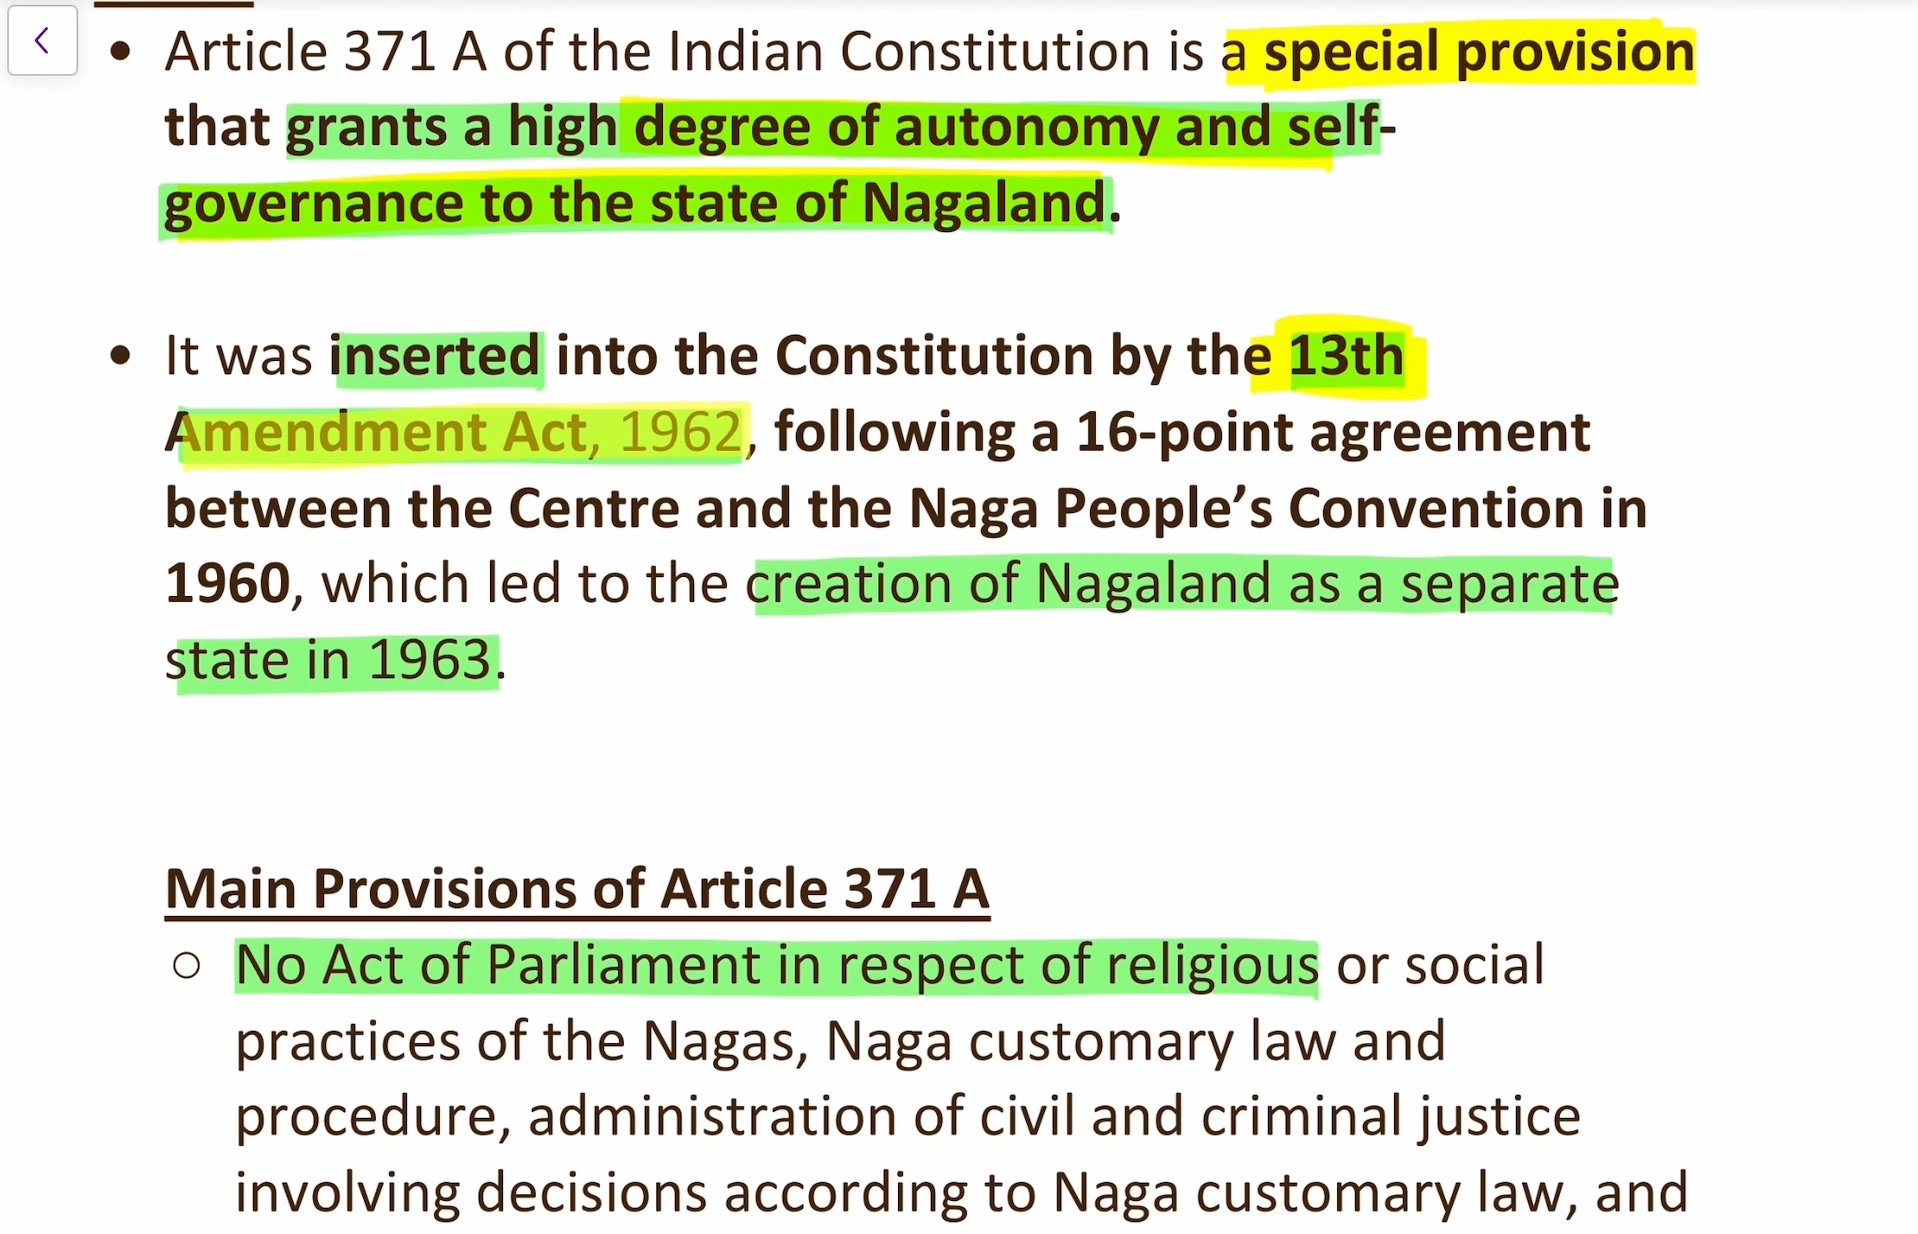 • Article 371 A of the Indian Constitution is a special provision
that grants a high degree of autonomy and self-
governance to the state of Nagaland.
• It was inserted into the Constitution by the 13th
Amendment Act, 1962, following a 16-point agreement
between the Centre and the Naga People’s Convention in
1960, which led to the creation of Nagaland as a separate
state in 1963.
Main Provisions of Article 371 A
○ No Act of Parliament in respect of religious or social
practices of the Nagas, Naga customary law and
procedure, administration of civil and criminal justice
involving decisions according to Naga customary law, and